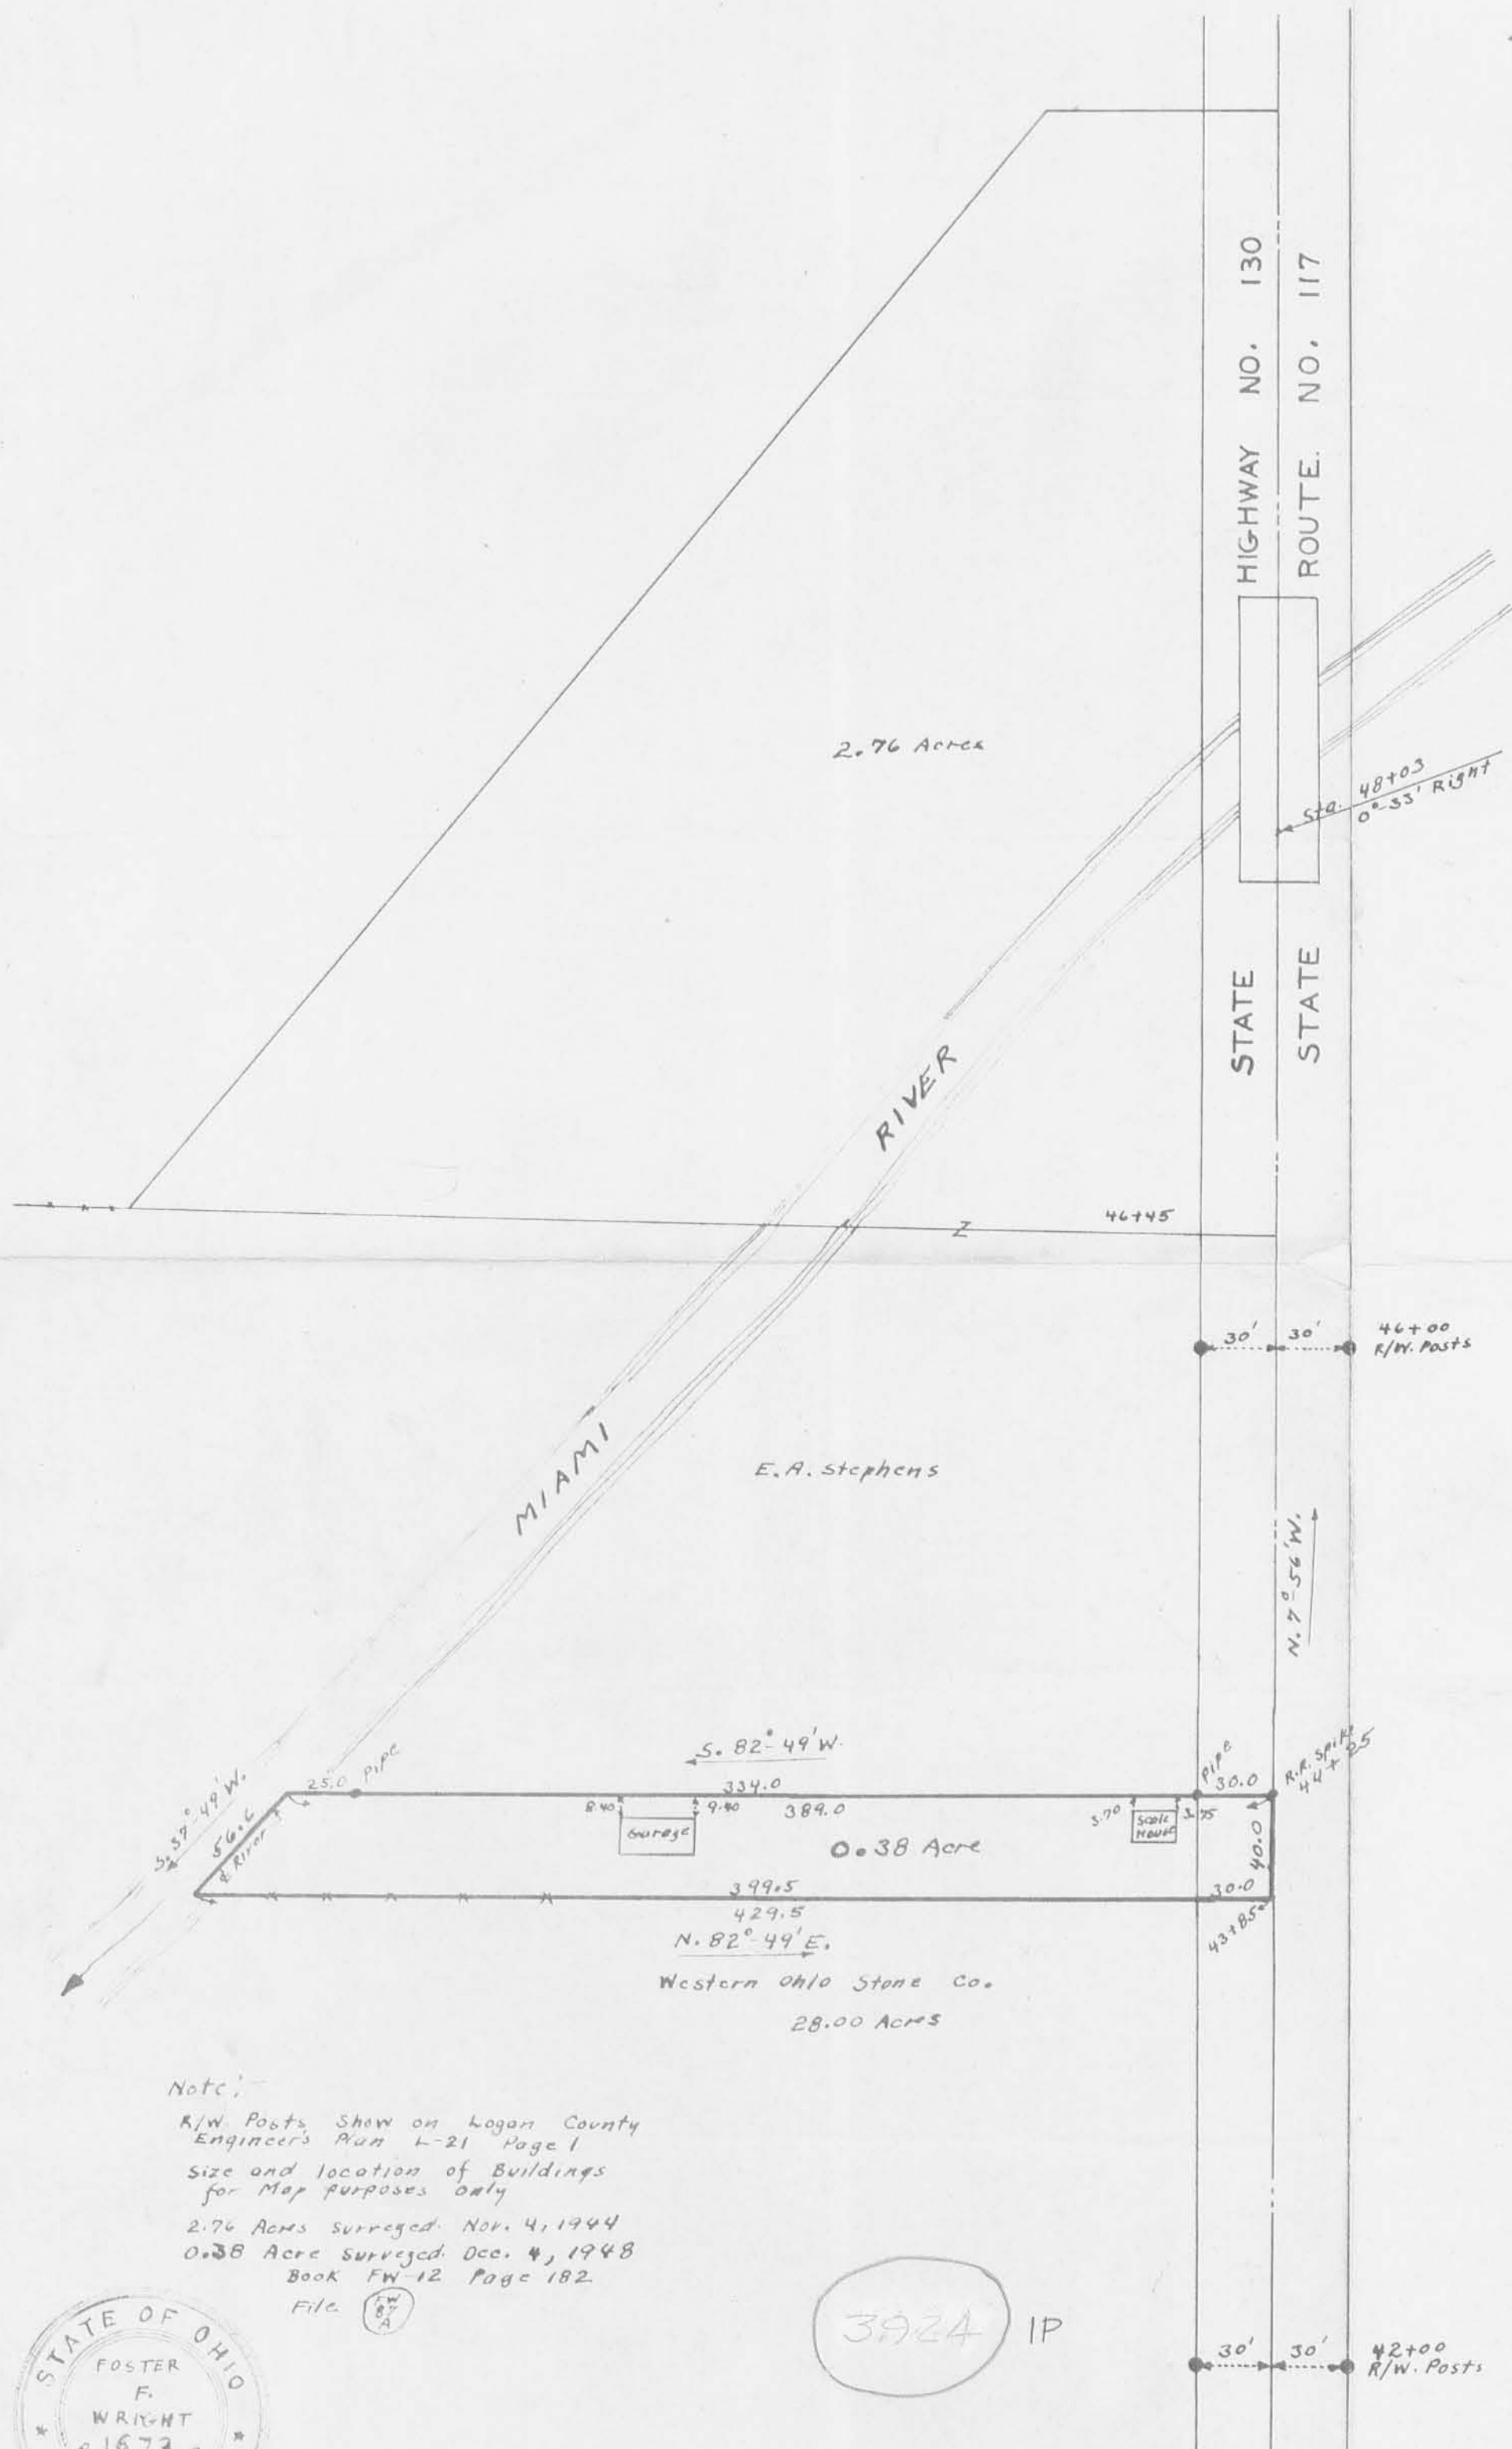 HIGHWAY NO. 130
ROUTE. NO. 117
2.76 Acres
Sta. 48+03
0°-33' Right
STATE
STATE
RIVER
46+45
Z
30' 30'
46+00
R/W. Posts
MIAMI
E.A. Stephens
N. 7°-56' W.
S. 82°-49' W.
Pipe
Pipe
R.R. Spike
44+25
25.0
334.0
30.0
S. 37°-49' W.
56.6
℄ River
8.40
9.40
389.0
3.70
3.75
Garage
Scale
House
0.38 Acre
40.0
399.5
30.0
429.5
43+85
N. 82°-49' E.
Western Ohio Stone Co.
28.00 Acres
Note:-
R/W. Posts Show on Logan County
Engineer's Plan L-21 Page 1
Size and location of Buildings
for Map purposes only
2.76 Acres Surveyed. Nov. 4, 1944
0.38 Acre Surveyed. Dec. 4, 1948
Book FW-12 Page 182
File FW
87
A
392A 1P
30' 30'
42+00
R/W. Posts
STATE OF OHIO
FOSTER
F.
WRIGHT
1673